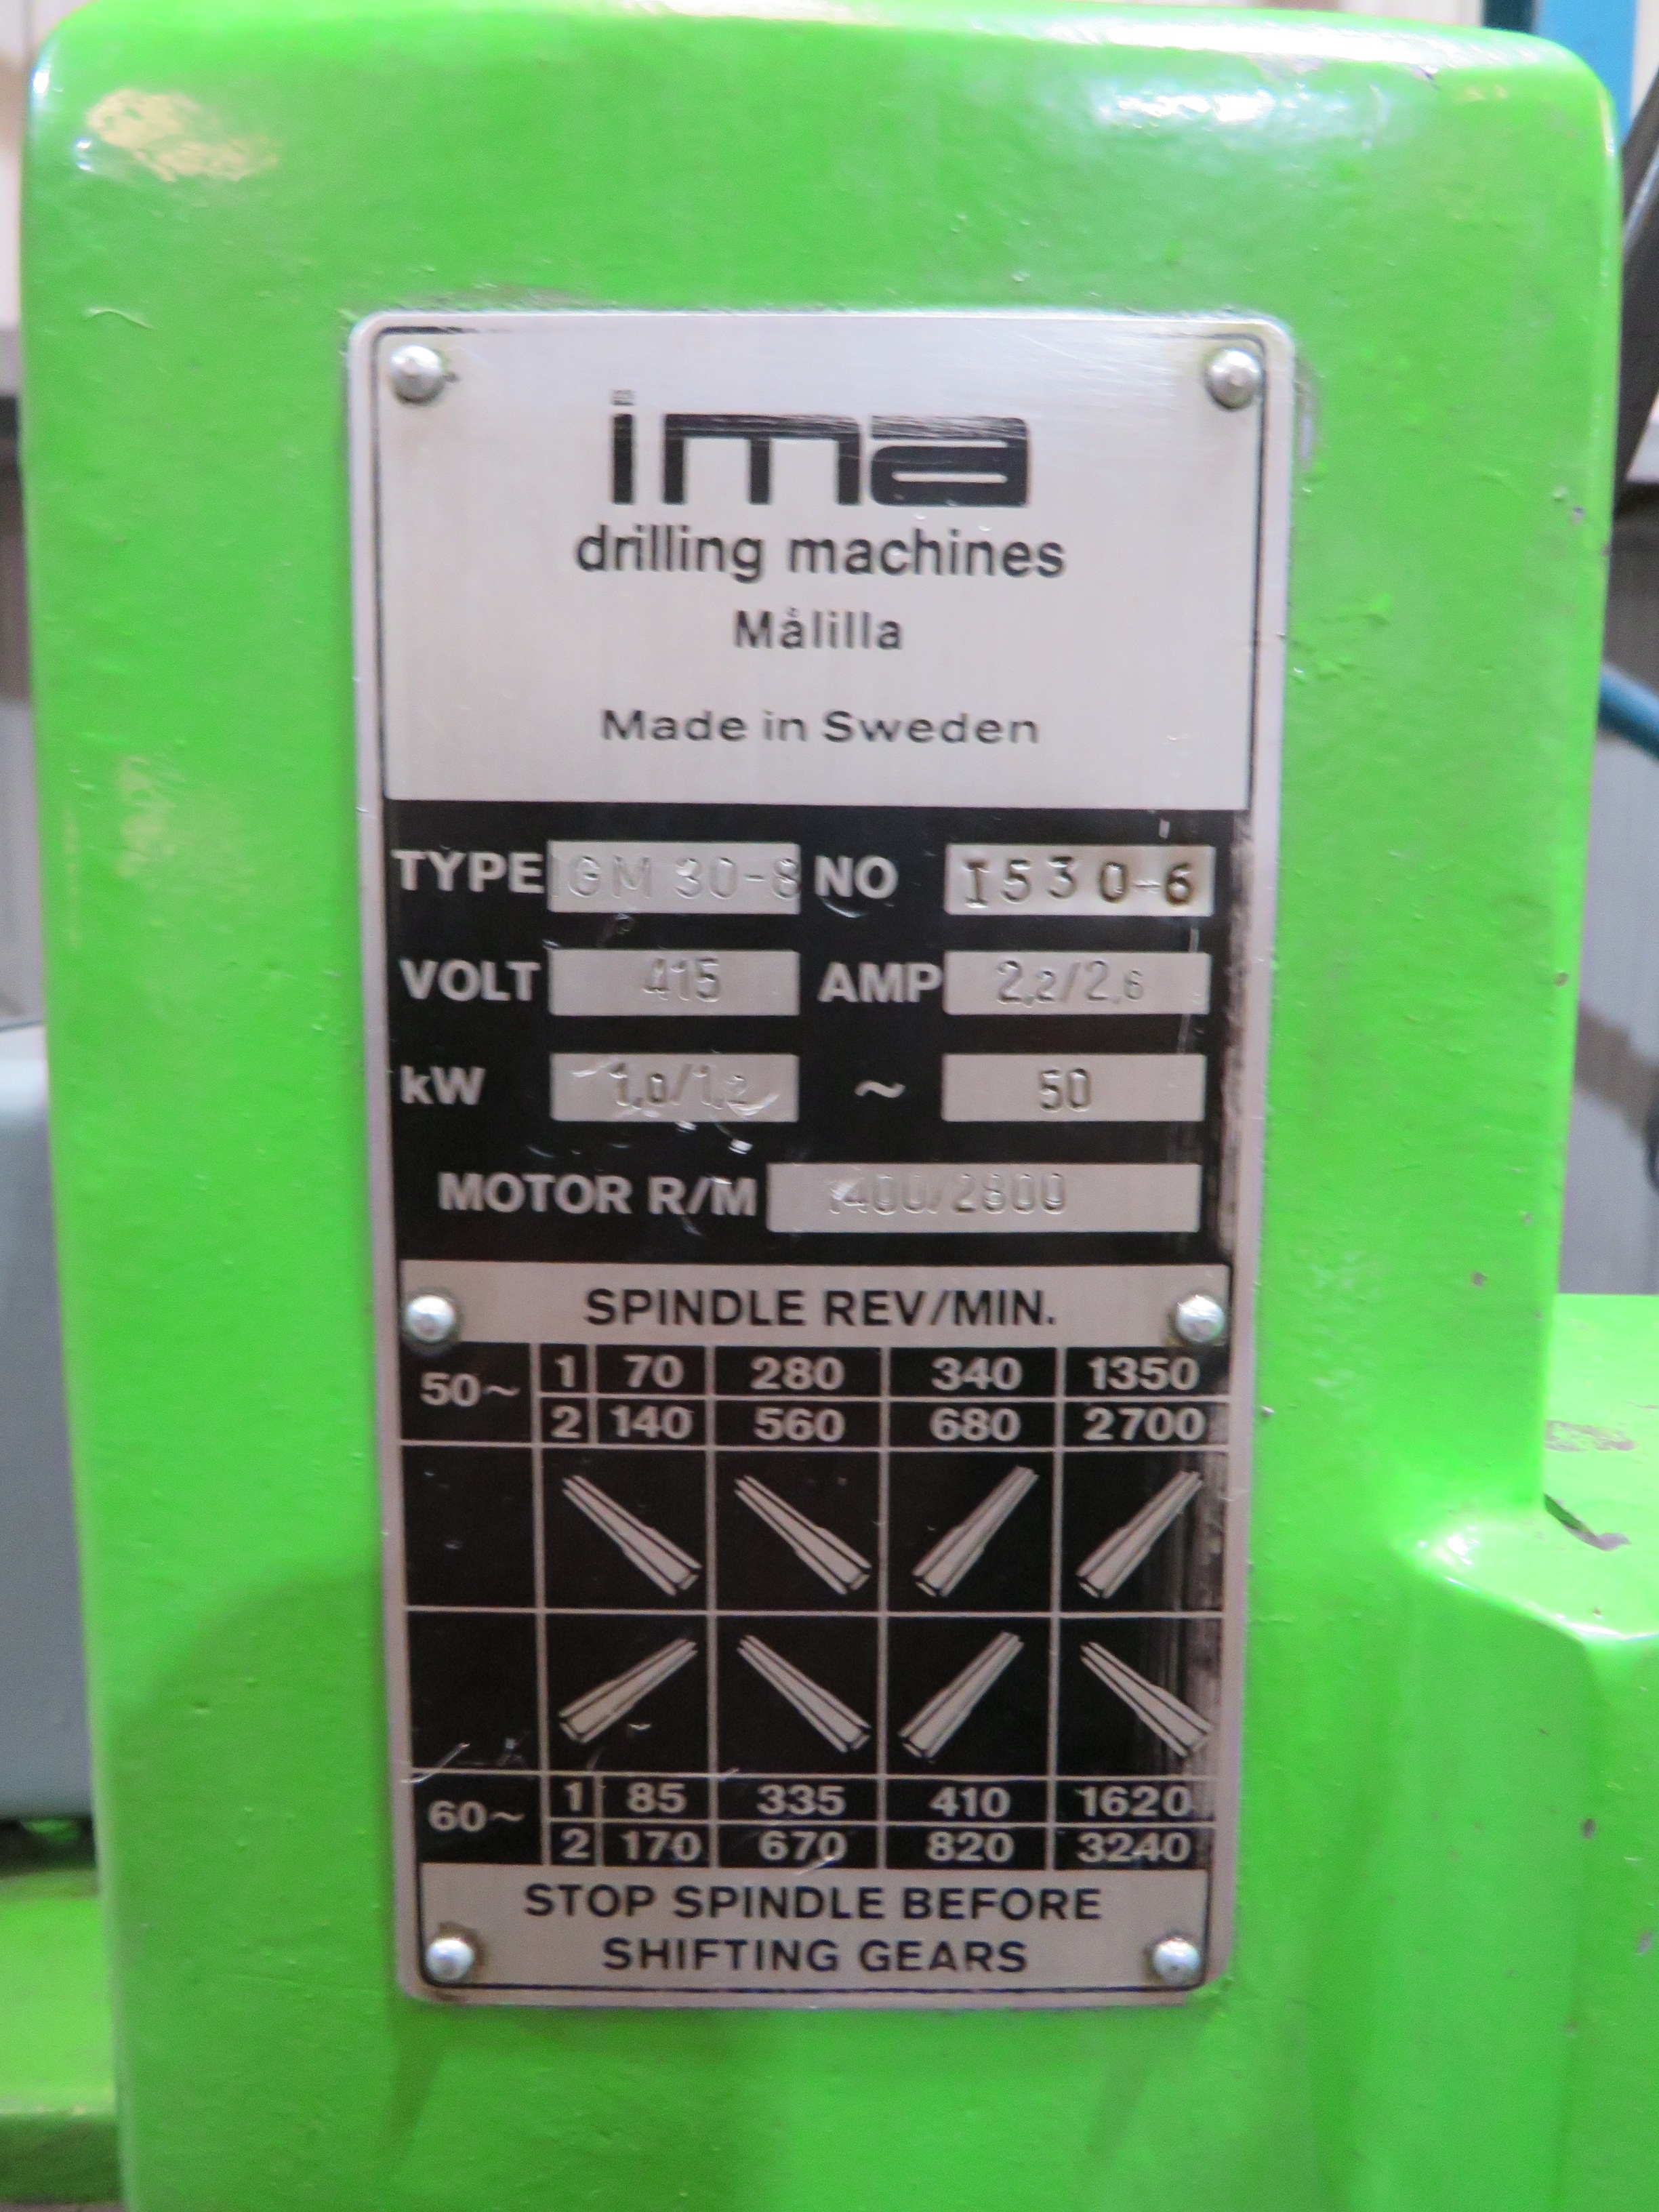 ima
drilling machines
Målilla
Made in Sweden
TYPE IGM 30-8 NO I530-6
VOLT 415 AMP 2,2/2,6
kW 1,0/1,2 ~ 50
MOTOR R/M 1400/2800
SPINDLE REV/MIN.
50~ 1 70 280 340 1350
2 140 560 680 2700
60~ 1 85 335 410 1620
2 170 670 820 3240
STOP SPINDLE BEFORE
SHIFTING GEARS